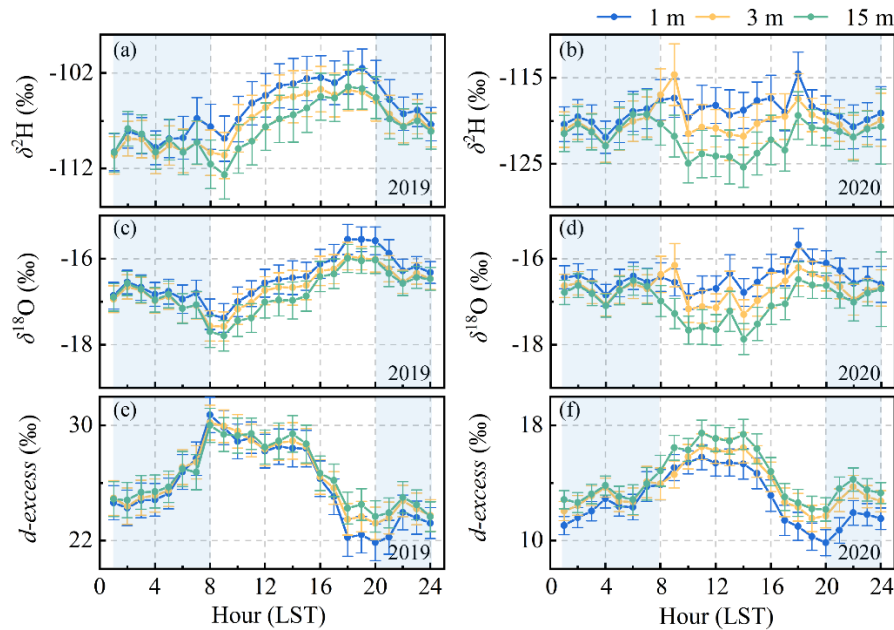 1 m 3 m 15 m
(a)
-102
-112
δ²H (‰)
2019
(b)
-115
-125
δ²H (‰)
2020
(c)
-16
-18
δ¹⁸O (‰)
2019
(d)
-16
-18
δ¹⁸O (‰)
2020
(e)
30
22
d-excess (‰)
2019
0 4 8 12 16 20 24
Hour (LST)
(f)
18
10
d-excess (‰)
2020
0 4 8 12 16 20 24
Hour (LST)